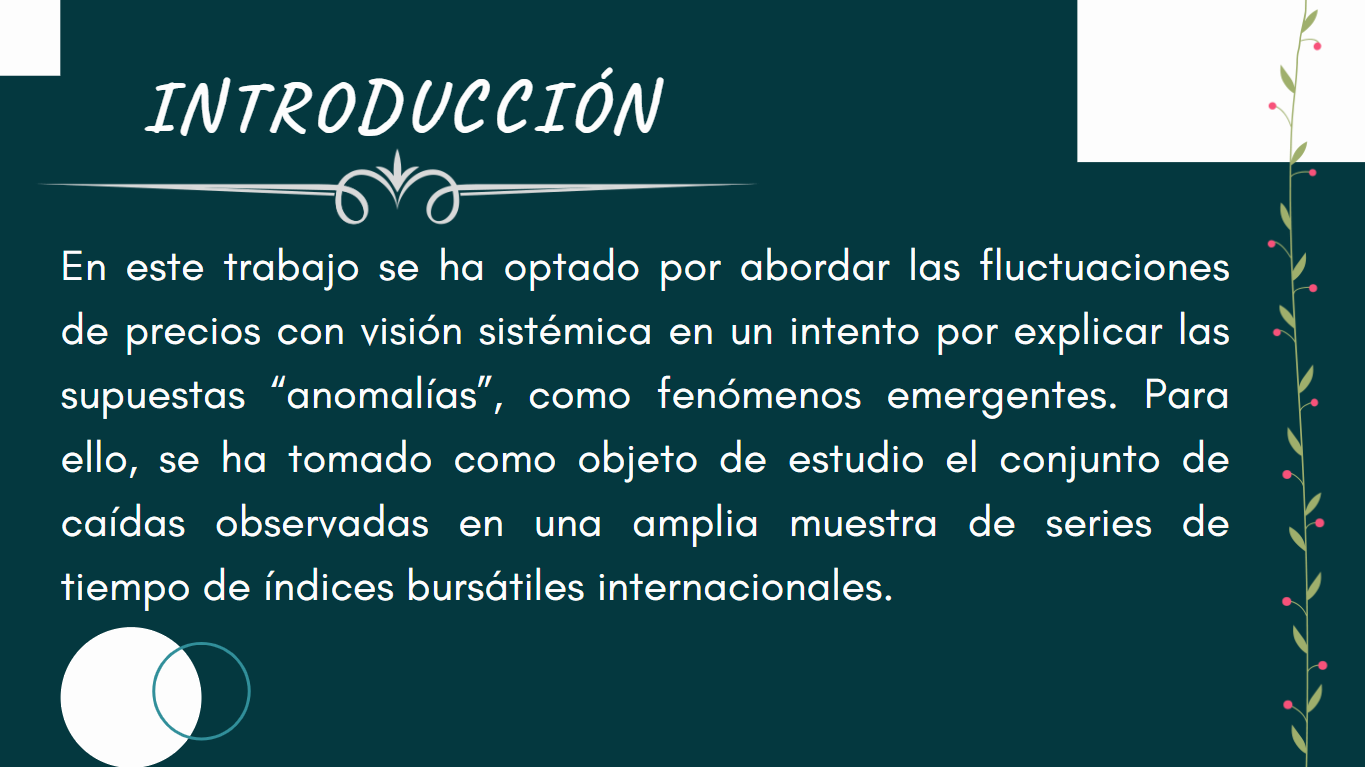 INTRODUCCIÓN
En este trabajo se ha optado por abordar las fluctuaciones
de precios con visión sistémica en un intento por explicar las
supuestas “anomalías”, como fenómenos emergentes. Para
ello, se ha tomado como objeto de estudio el conjunto de
caídas observadas en una amplia muestra de series de
tiempo de índices bursátiles internacionales.